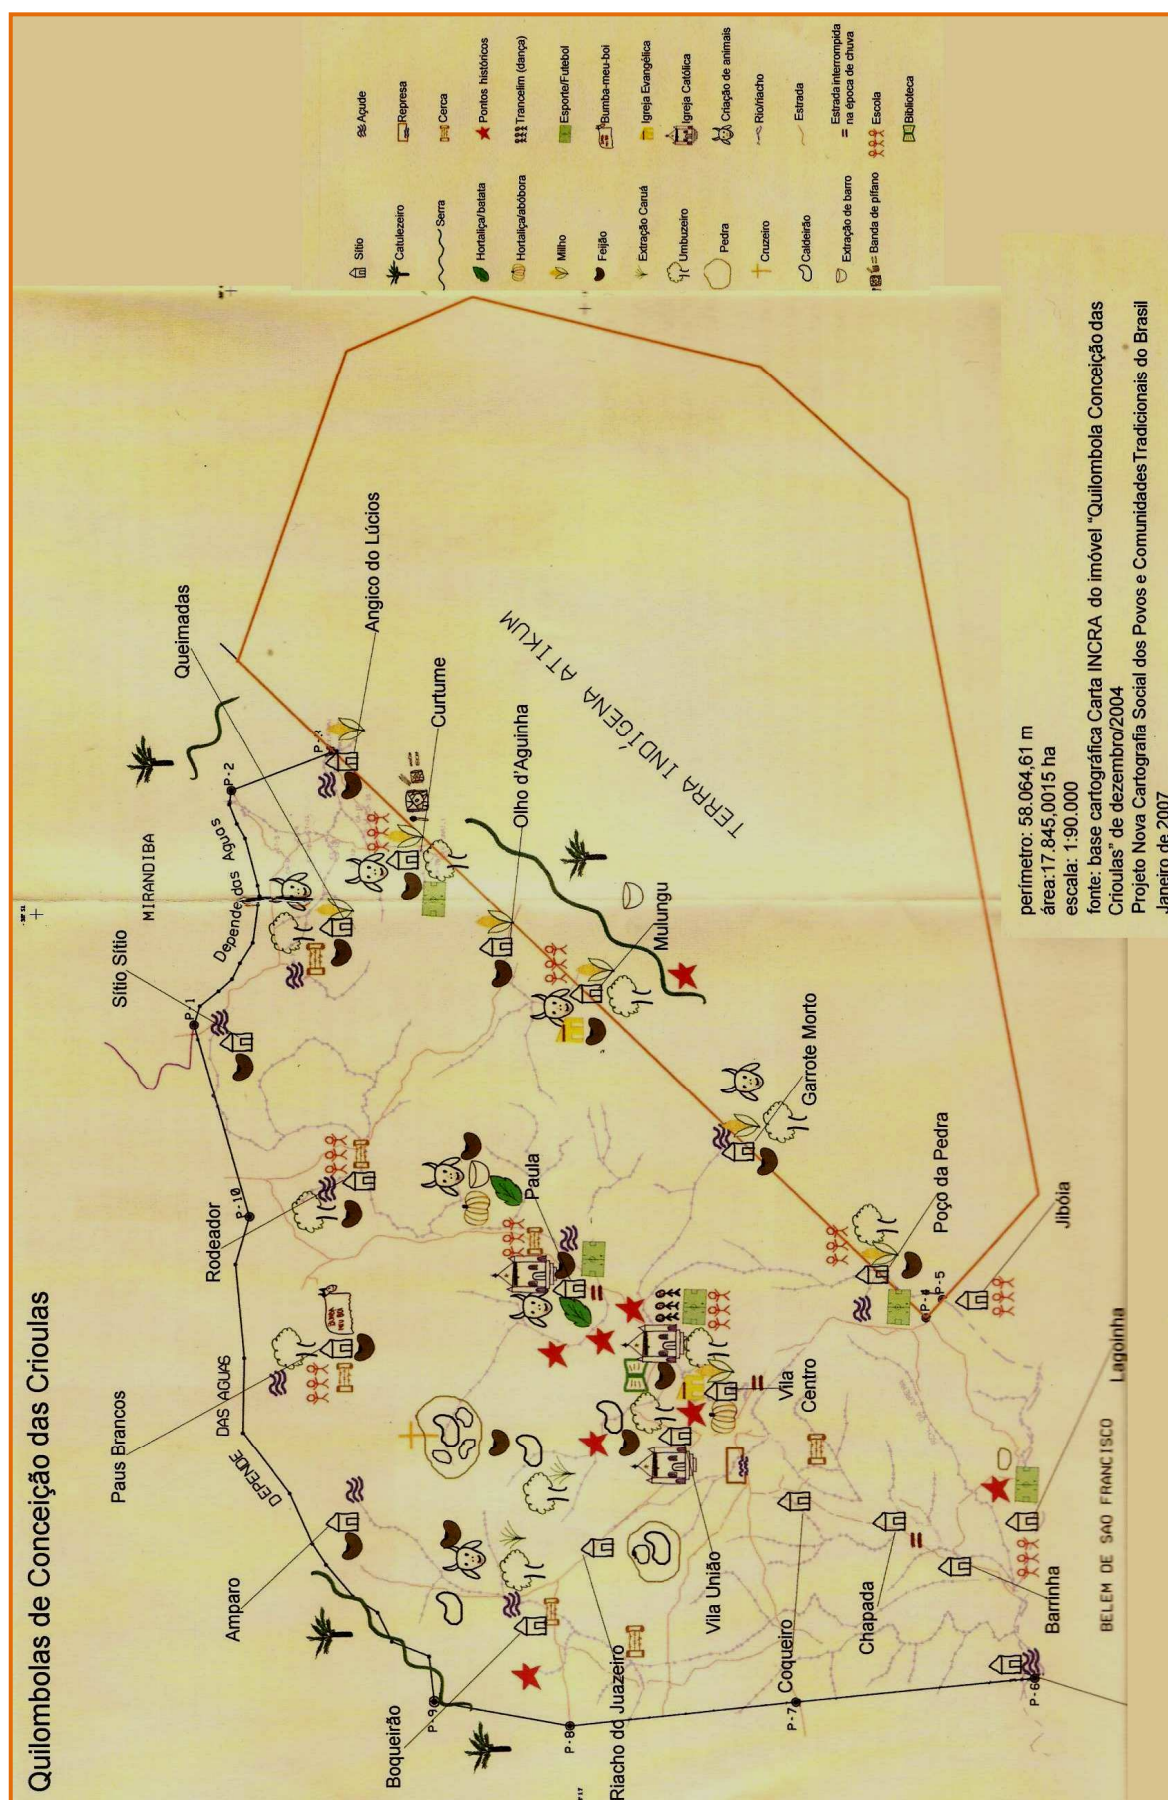 Quilombolas de Conceição das Crioulas
Paus Brancos
Rodeador
Sítio Sítio
Queimadas
Amparo
Boqueirão
Riacho do Juazeiro
Vila União
Coqueiro
Chapada
Barrinha
Lagoinha
Jibóia
Poço da Pedra
Vila
Centro
Paula
Garrote Morto
Mulungu
Olho d'Aguinha
Curtume
Angico do Lúcios
MIRANDIBA
Depende das Aguas
DEPENDE DAS AGUAS
TERRA INDÍGENA ATIKUM
BELEM DE SAO FRANCISCO
P-1
P-2
P-4
P-5
P-6
P-7
P-8
P-9
P-10
Sítio
Catulezeiro
Serra
Hortaliça/batata
Hortaliça/abóbora
Milho
Feijão
Extração Caruá
Umbuzeiro
Pedra
Cruzeiro
Caldeirão
Extração de barro
= Banda de pífano
Açude
Represa
Cerca
Pontos históricos
Trancelim (dança)
Esporte/Futebol
Bumba-meu-boi
Igreja Evangélica
Igreja Católica
Criação de animais
Rio/riacho
Estrada
Estrada interrompida
na época de chuva
Escola
Biblioteca
perímetro: 58.064,61 m
área:17.845,0015 ha
escala: 1:90.000
fonte: base cartográfica Carta INCRA do imóvel "Quilombola Conceição das
Crioulas" de dezembro/2004
Projeto Nova Cartografia Social dos Povos e ComunidadesTradicionais do Brasil
Janeiro de 2007